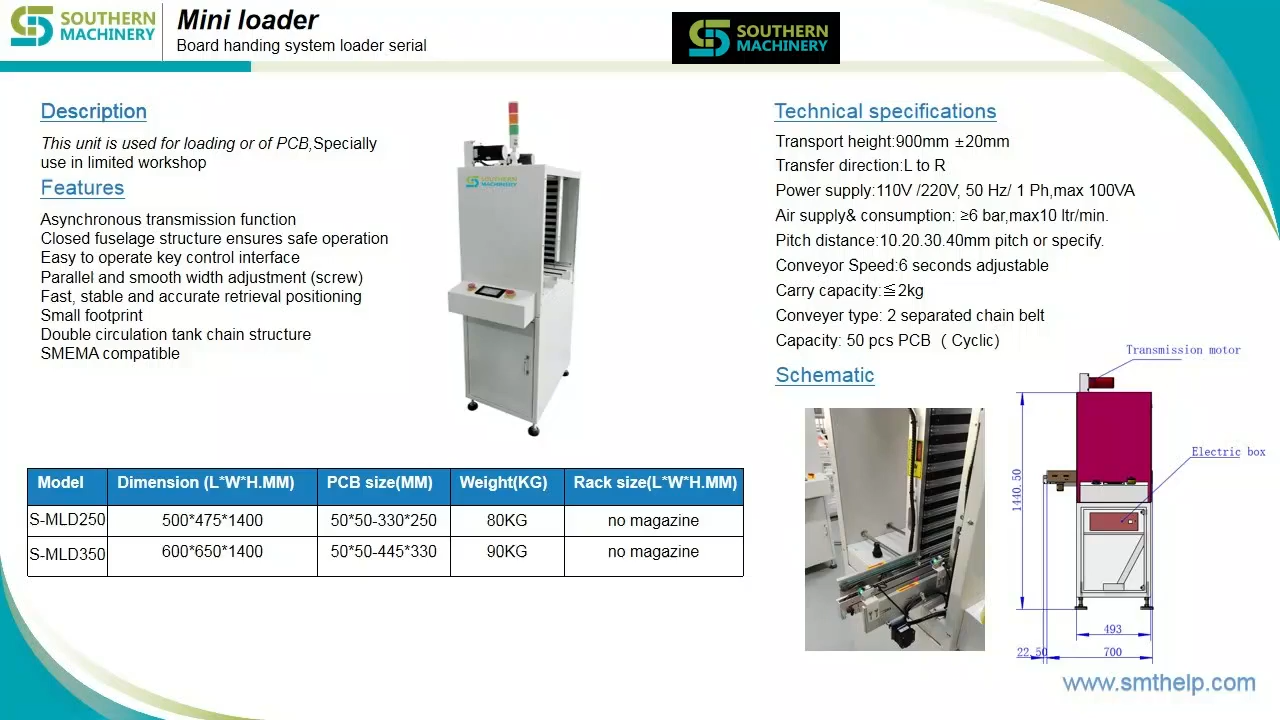 SOUTHERN
MACHINERY
Mini loader
Board handing system loader serial
SOUTHERN
MACHINERY
Description
This unit is used for loading or of PCB,Specially
use in limited workshop
Features
Asynchronous transmission function
Closed fuselage structure ensures safe operation
Easy to operate key control interface
Parallel and smooth width adjustment (screw)
Fast, stable and accurate retrieval positioning
Small footprint
Double circulation tank chain structure
SMEMA compatible
SOUTHERN
MACHINERY
Technical specifications
Transport height:900mm ±20mm
Transfer direction:L to R
Power supply:110V /220V, 50 Hz/ 1 Ph,max 100VA
Air supply& consumption: ≥6 bar,max10 ltr/min.
Pitch distance:10.20.30.40mm pitch or specify.
Conveyor Speed:6 seconds adjustable
Carry capacity:≦2kg
Conveyer type: 2 separated chain belt
Capacity: 50 pcs PCB （ Cyclic)
Schematic
Transmission motor
Electric box
1440.50
493
22.50 700
Model Dimension (L*W*H.MM) PCB size(MM) Weight(KG) Rack size(L*W*H.MM)
S-MLD250 500*475*1400 50*50-330*250 80KG no magazine
S-MLD350 600*650*1400 50*50-445*330 90KG no magazine
www.smthelp.com